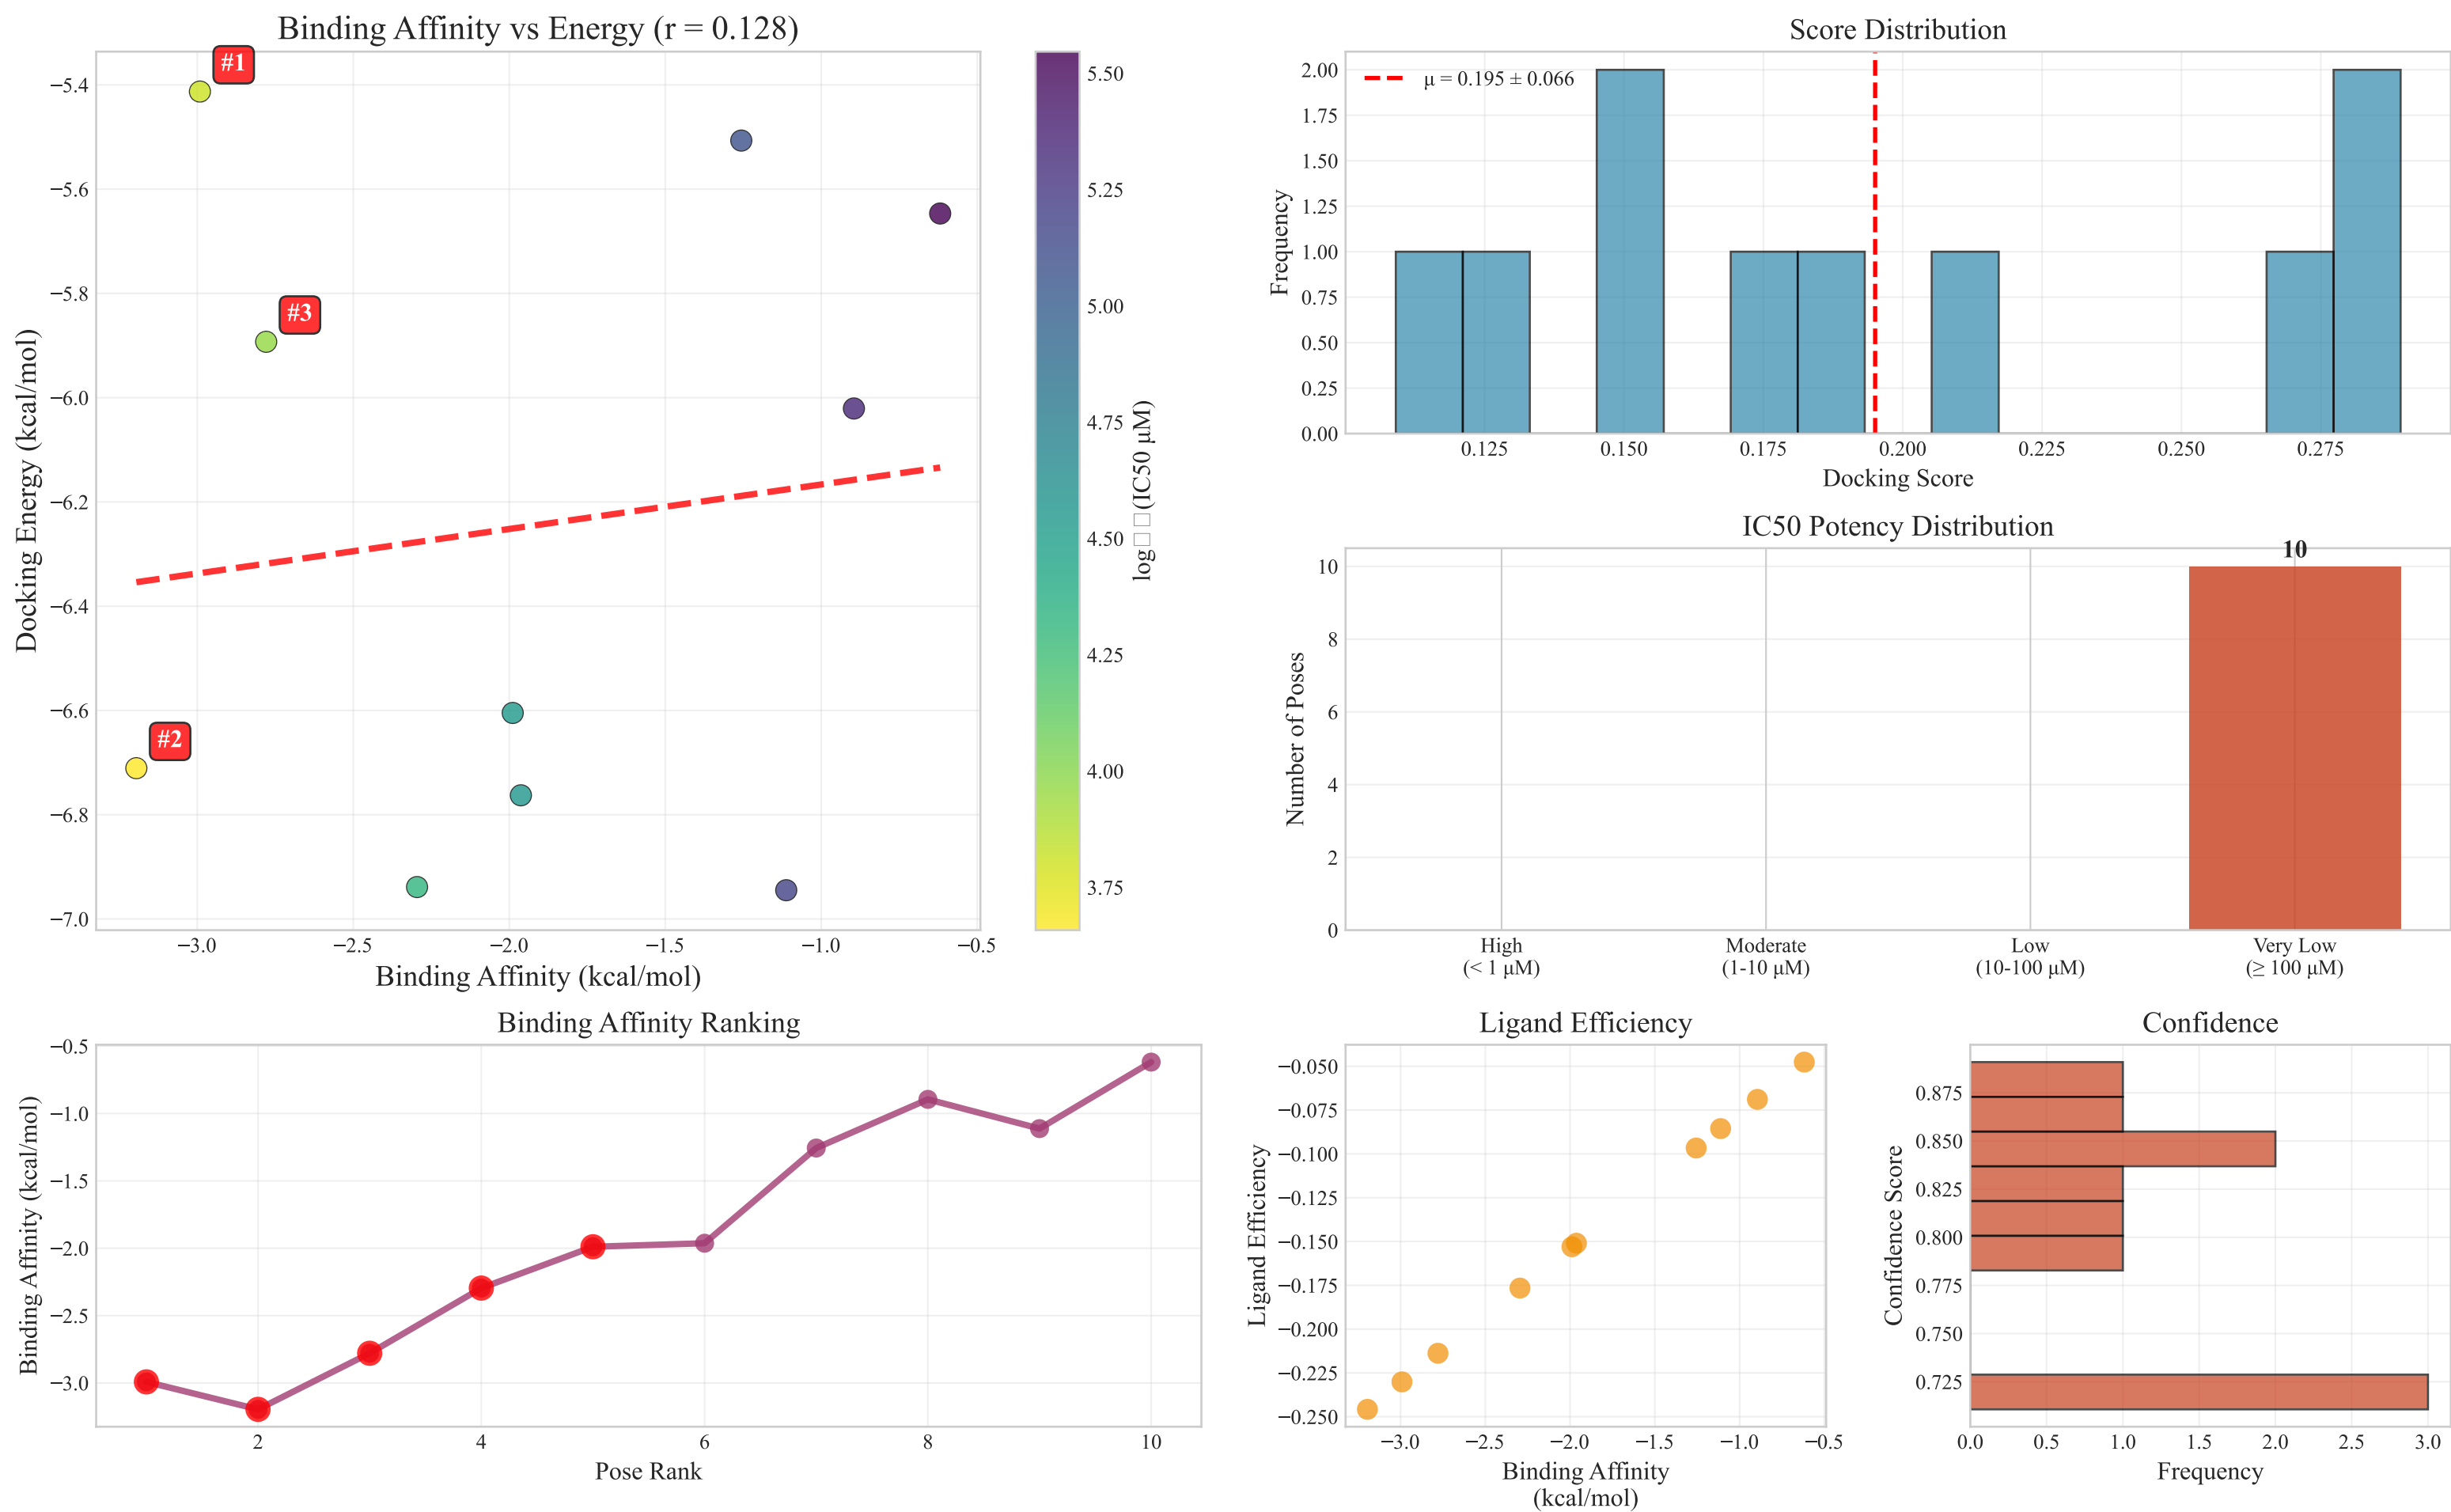 Binding Affinity vs Energy (r = 0.128)
#1
#3
#2
−5.4
−5.6
−5.8
−6.0
−6.2
−6.4
−6.6
−6.8
−7.0
Docking Energy (kcal/mol)
−3.0 −2.5 −2.0 −1.5 −1.0 −0.5
Binding Affinity (kcal/mol)
5.50
5.25
5.00
4.75
4.50
4.25
4.00
3.75
log□□(IC50 μM)
Score Distribution
μ = 0.195 ± 0.066
2.00
1.75
1.50
1.25
1.00
0.75
0.50
0.25
0.00
Frequency
0.125 0.150 0.175 0.200 0.225 0.250 0.275
Docking Score
IC50 Potency Distribution
10
10
8
6
4
2
0
Number of Poses
High Moderate Low Very Low
(< 1 μM) (1-10 μM) (10-100 μM) (≥ 100 μM)
Binding Affinity Ranking
−0.5
−1.0
−1.5
−2.0
−2.5
−3.0
Binding Affinity (kcal/mol)
2 4 6 8 10
Pose Rank
Ligand Efficiency
−0.050
−0.075
−0.100
−0.125
−0.150
−0.175
−0.200
−0.225
−0.250
Ligand Efficiency
−3.0 −2.5 −2.0 −1.5 −1.0 −0.5
Binding Affinity
(kcal/mol)
Confidence
0.875
0.850
0.825
0.800
0.775
0.750
0.725
Confidence Score
0.0 0.5 1.0 1.5 2.0 2.5 3.0
Frequency